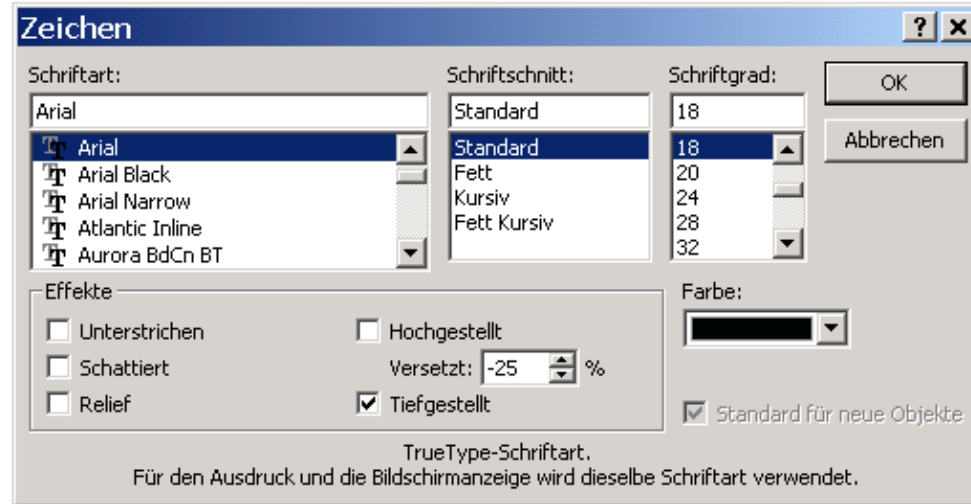 Zeichen
Schriftart:
Schriftschnitt:
Schriftgrad:
Arial
Standard
18
OK
Abbrechen
Arial
Arial Black
Arial Narrow
Atlantic Inline
Aurora BdCn BT
Standard
Fett
Kursiv
Fett Kursiv
18
20
24
28
32
Effekte
Unterstrichen
Schattiert
Relief
Hochgestellt
Versetzt: -25 %
Tiefgestellt
Farbe:
Standard für neue Objekte
TrueType-Schriftart.
Für den Ausdruck und die Bildschirmanzeige wird dieselbe Schriftart verwendet.